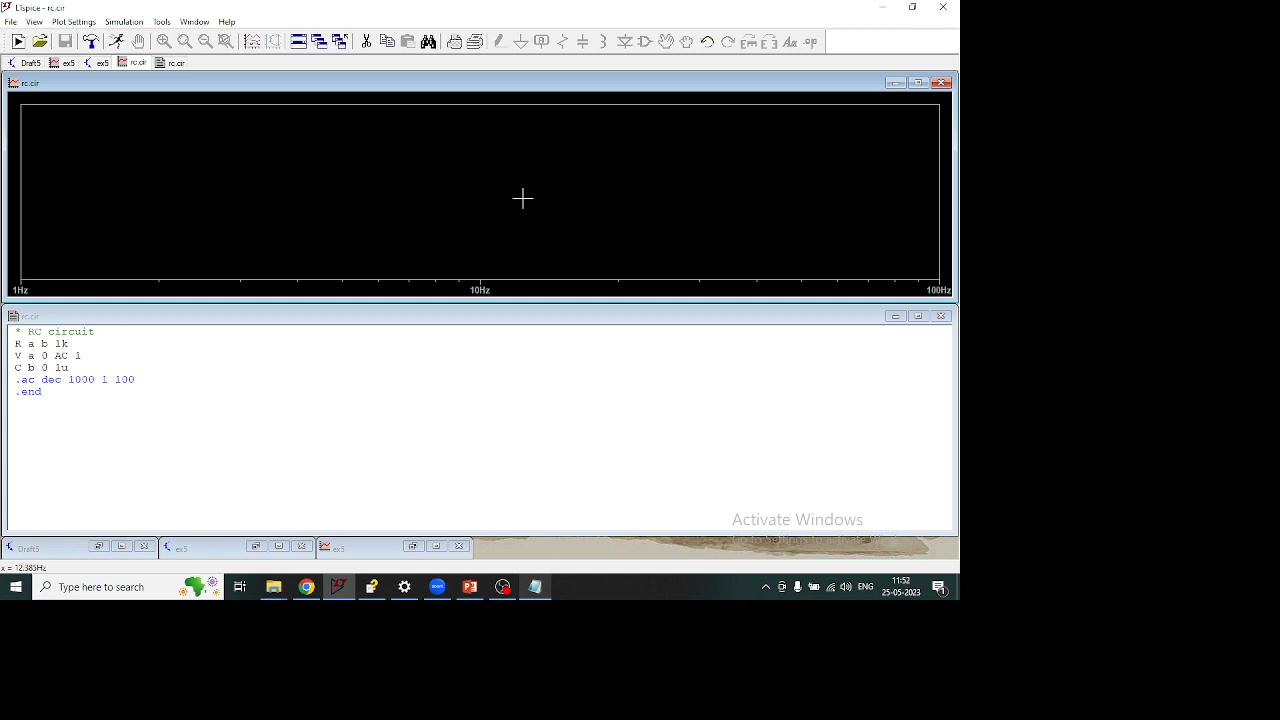 LTspice - rc.cir
File View Plot Settings Simulation Tools Window Help
Draft5 ex5 ex5 rc.cir rc.cir
rc.cir
1Hz 10Hz 100Hz
rc.cir
* RC circuit
R a b 1k
V a 0 AC 1
C b 0 1u
.ac dec 1000 1 100
.end
Activate Windows
Draft5 ex5 ex5
x = 12.385Hz
Type here to search
ENG
11:52
25-05-2023